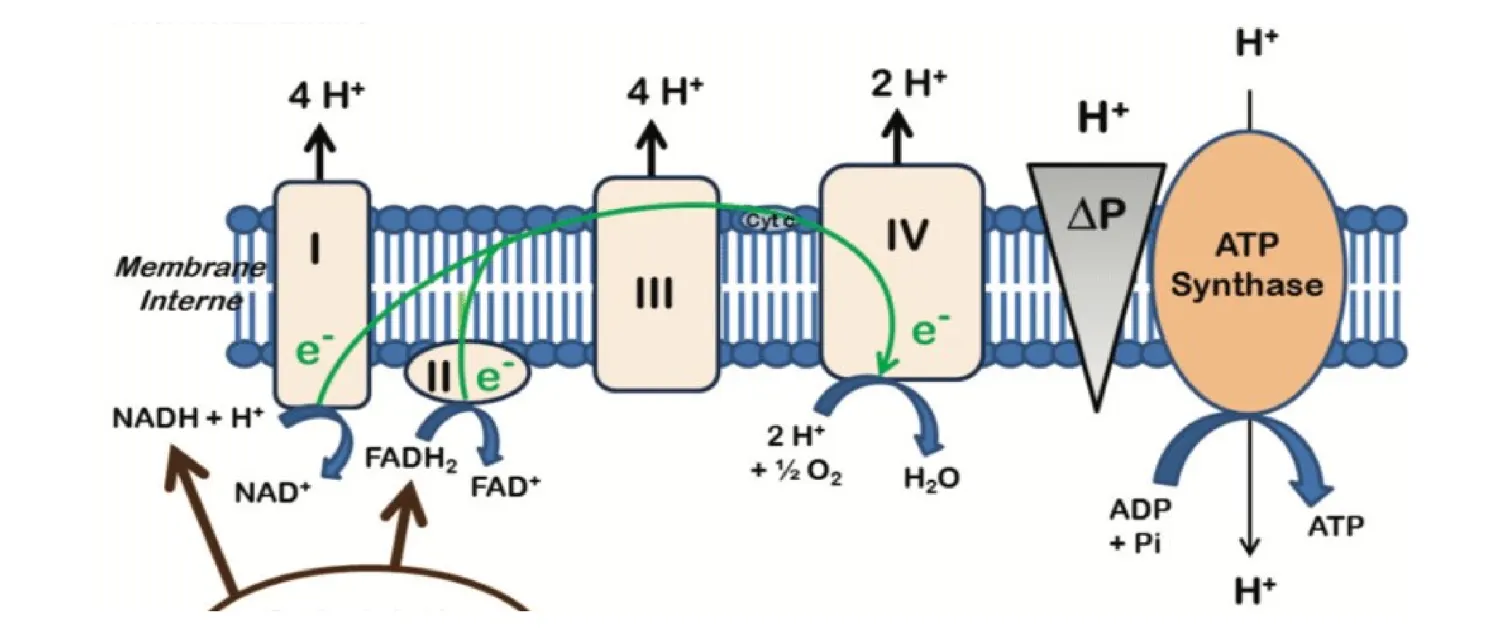 H⁺
4 H⁺
4 H⁺
2 H⁺
H⁺
I
III
Cyt c
IV
ΔP
ATP
Synthase
Membrane
Interne
e⁻
II
e⁻
e⁻
NADH + H⁺
NAD⁺
FADH₂
FAD⁺
2 H⁺
+ ½ O₂
H₂O
ADP
+ Pi
ATP
H⁺